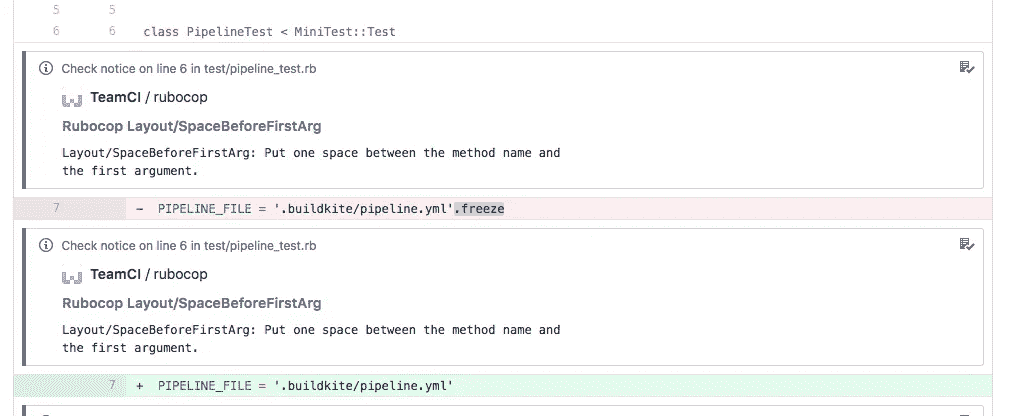 5 5
6 6 class PipelineTest < MiniTest::Test
Check notice on line 6 in test/pipeline_test.rb
TeamCI / rubocop
Rubocop Layout/SpaceBeforeFirstArg
Layout/SpaceBeforeFirstArg: Put one space between the method name and
the first argument.
7 - PIPELINE_FILE = '.buildkite/pipeline.yml'.freeze
Check notice on line 6 in test/pipeline_test.rb
TeamCI / rubocop
Rubocop Layout/SpaceBeforeFirstArg
Layout/SpaceBeforeFirstArg: Put one space between the method name and
the first argument.
7 + PIPELINE_FILE = '.buildkite/pipeline.yml'